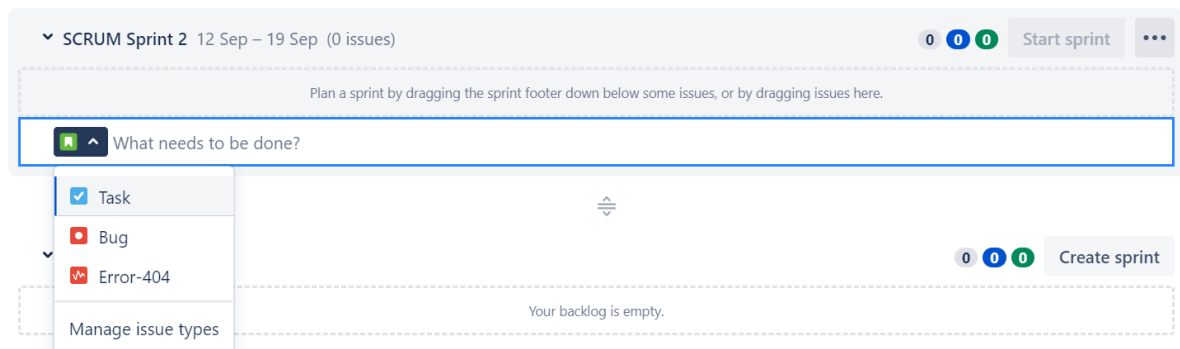 SCRUM Sprint 2 12 Sep – 19 Sep (0 issues) 0 0 0 Start sprint
Plan a sprint by dragging the sprint footer down below some issues, or by dragging issues here.
What needs to be done?
Task
Bug
0 0 0 Create sprint
Error-404
Your backlog is empty.
Manage issue types